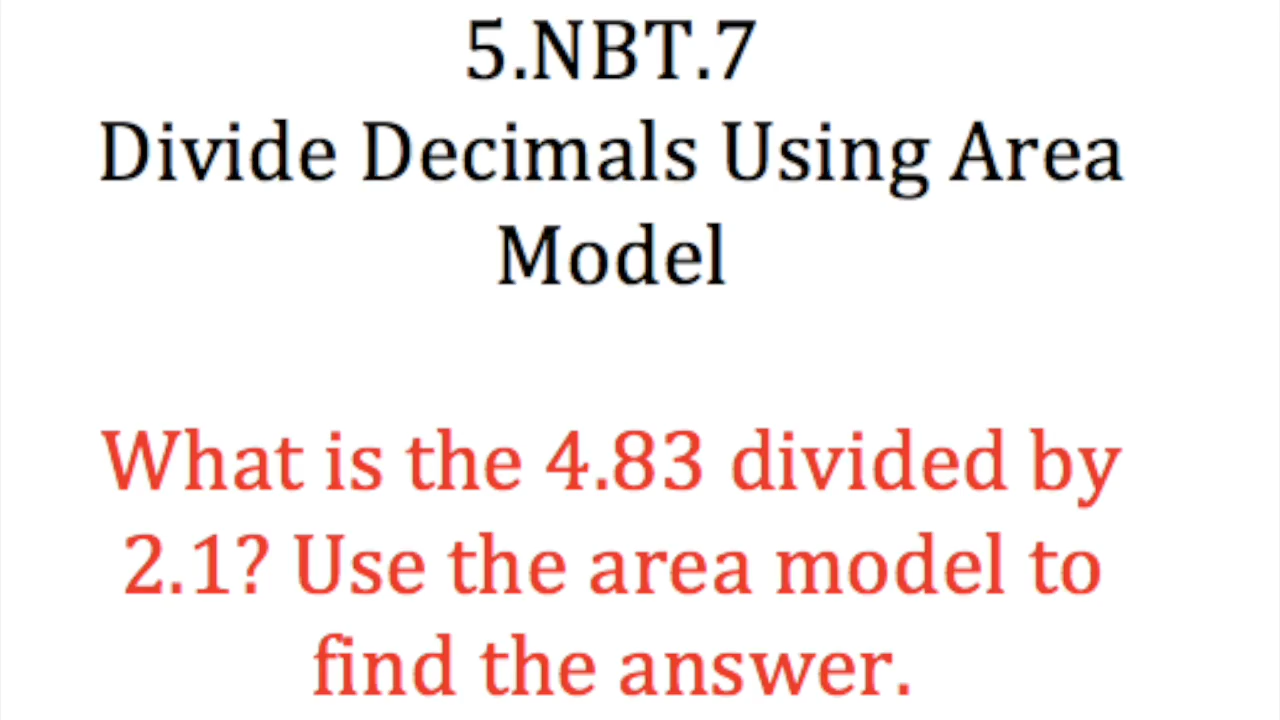 5.NBT.7
Divide Decimals Using Area
Model
What is the 4.83 divided by
2.1? Use the area model to
find the answer.